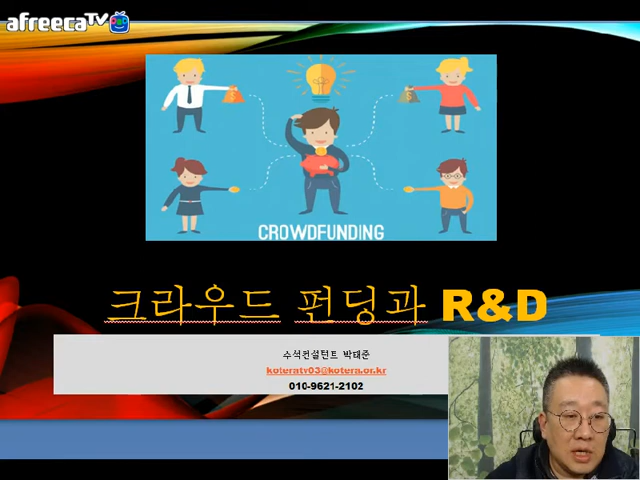 afreecaTV
CROWDFUNDING
크라우드 펀딩과 R&D
수석컨설턴트 박태준
koteratv03@kotera.or.kr
010-9621-2102